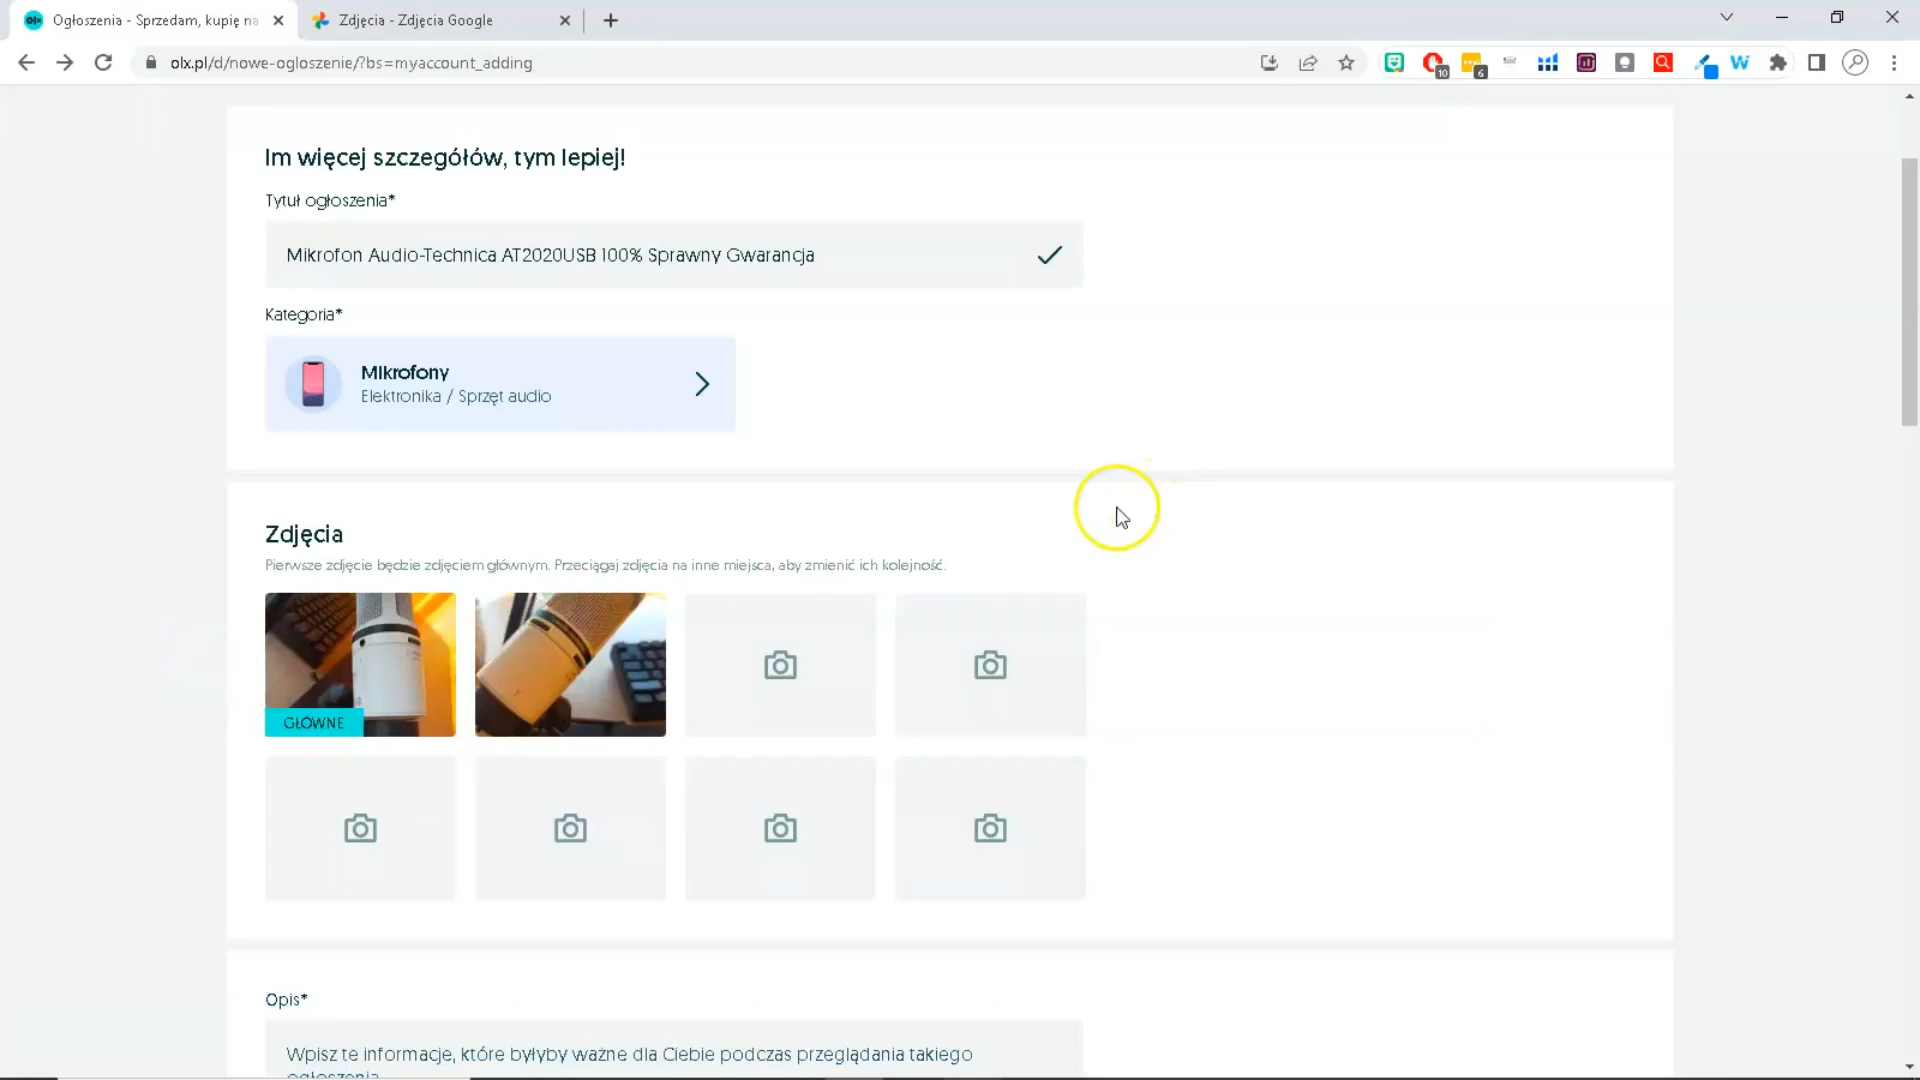 Ogłoszenia - Sprzedam, kupię na
Zdjęcia - Zdjęcia Google
olx.pl/d/nowe-ogloszenie/?bs=myaccount_adding
10
6
Im więcej szczegółów, tym lepiej!
Tytuł ogłoszenia*
Mikrofon Audio-Technica AT2020USB 100% Sprawny Gwarancja
Kategoria*
Mikrofony
Elektronika / Sprzęt audio
Zdjęcia
Pierwsze zdjęcie będzie zdjęciem głównym. Przeciągaj zdjęcia na inne miejsca, aby zmienić ich kolejność.
GŁÓWNE
Opis*
Wpisz te informacje, które byłyby ważne dla Ciebie podczas przeglądania takiego
ogłoszenia